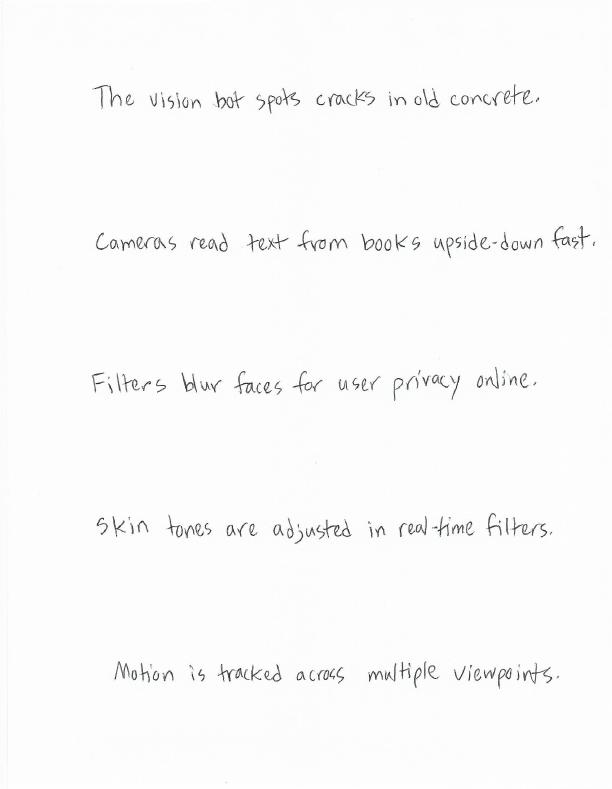 The vision bot spots cracks in old concrete.
Cameras read text from books upside-down fast.
Filters blur faces for user privacy online.
Skin tones are adjusted in real-time filters.
Motion is tracked across multiple viewpoints.